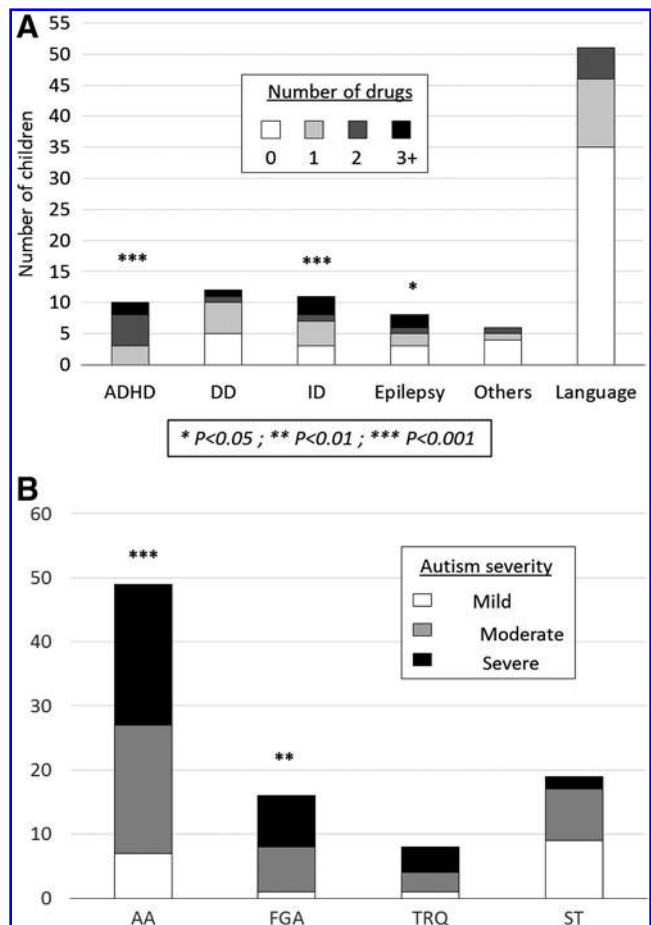 A
55
50
45
40
35
30
25
20
15
10
5
0
Number of children
Number of drugs
0 1 2 3+
*** *** *
ADHD DD ID Epilepsy Others Language
* P<0.05 ; ** P<0.01 ; *** P<0.001
B
60
50
40
30
20
10
0
Autism severity
Mild
Moderate
Severe
***
**
AA FGA TRQ ST